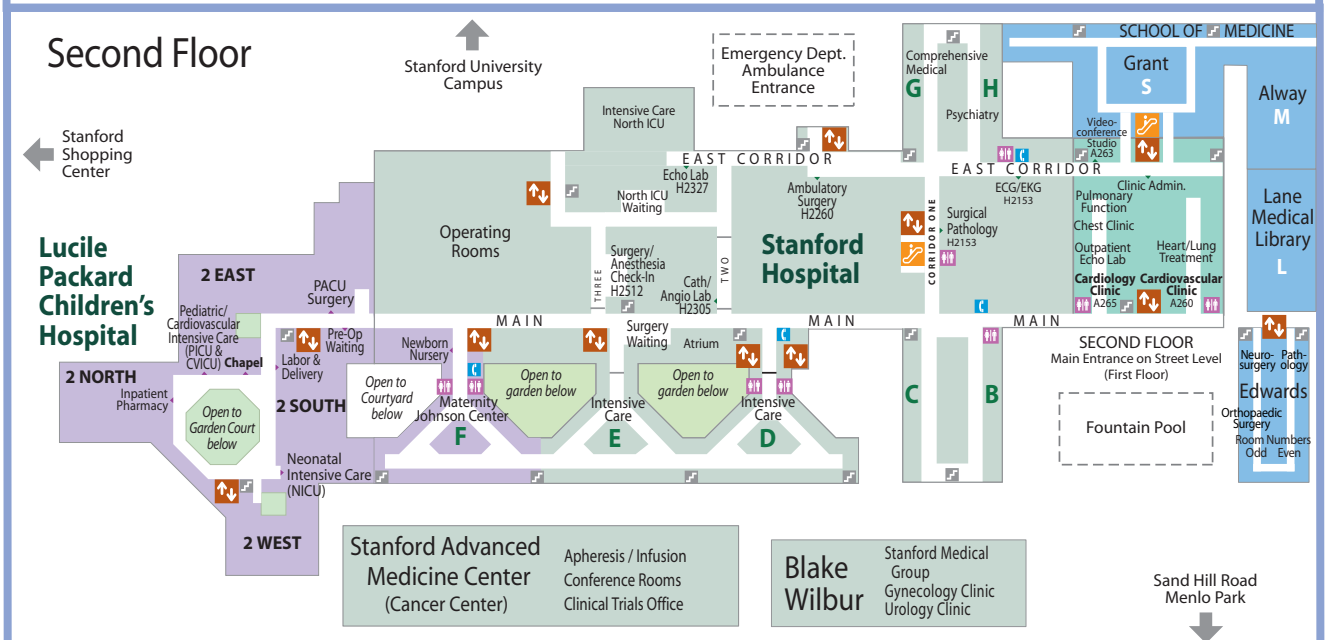 Second Floor
Stanford University
Campus
Emergency Dept.
Ambulance
Entrance
Stanford
Shopping
Center
SCHOOL OF MEDICINE
Grant
S
Alway
M
Lane
Medical
Library
L
Comprehensive
Medical
G
H
Psychiatry
Video-
conference
Studio
A263
Intensive Care
North ICU
EAST CORRIDOR
EAST CORRIDOR
Echo Lab
H2327
North ICU
Waiting
Ambulatory
Surgery
H2260
ECG/EKG
H2153
Clinic Admin.
Pulmonary
Function
Chest Clinic
Outpatient
Echo Lab
Heart/Lung
Treatment
Cardiology
Clinic
A265
Cardiovascular
Clinic
A260
CORRIDOR ONE
Surgical
Pathology
H2153
Operating
Rooms
Surgery/
Anesthesia
Check-In
H2512
THREE
TWO
Cath/
Angio Lab
H2305
Stanford
Hospital
Lucile
Packard
Children's
Hospital
2 EAST
PACU
Surgery
Pediatric/
Cardiovascular
Intensive Care
(PICU &
CVICU)
Chapel
Pre-Op
Waiting
Labor &
Delivery
2 NORTH
Inpatient
Pharmacy
Open to
Garden Court
below
2 SOUTH
Neonatal
Intensive Care
(NICU)
2 WEST
MAIN
MAIN
MAIN
Newborn
Nursery
Open to
Courtyard
below
Maternity
Johnson Center
F
Open to
garden below
Surgery
Waiting
Atrium
Intensive
Care
E
Open to
garden below
Intensive
Care
D
C
B
SECOND FLOOR
Main Entrance on Street Level
(First Floor)
Fountain Pool
Neuro-
surgery
Path-
ology
Edwards
Orthopaedic
Surgery
Room Numbers
Odd Even
Stanford Advanced
Medicine Center
(Cancer Center)
Apheresis / Infusion
Conference Rooms
Clinical Trials Office
Blake
Wilbur
Stanford Medical
Group
Gynecology Clinic
Urology Clinic
Sand Hill Road
Menlo Park